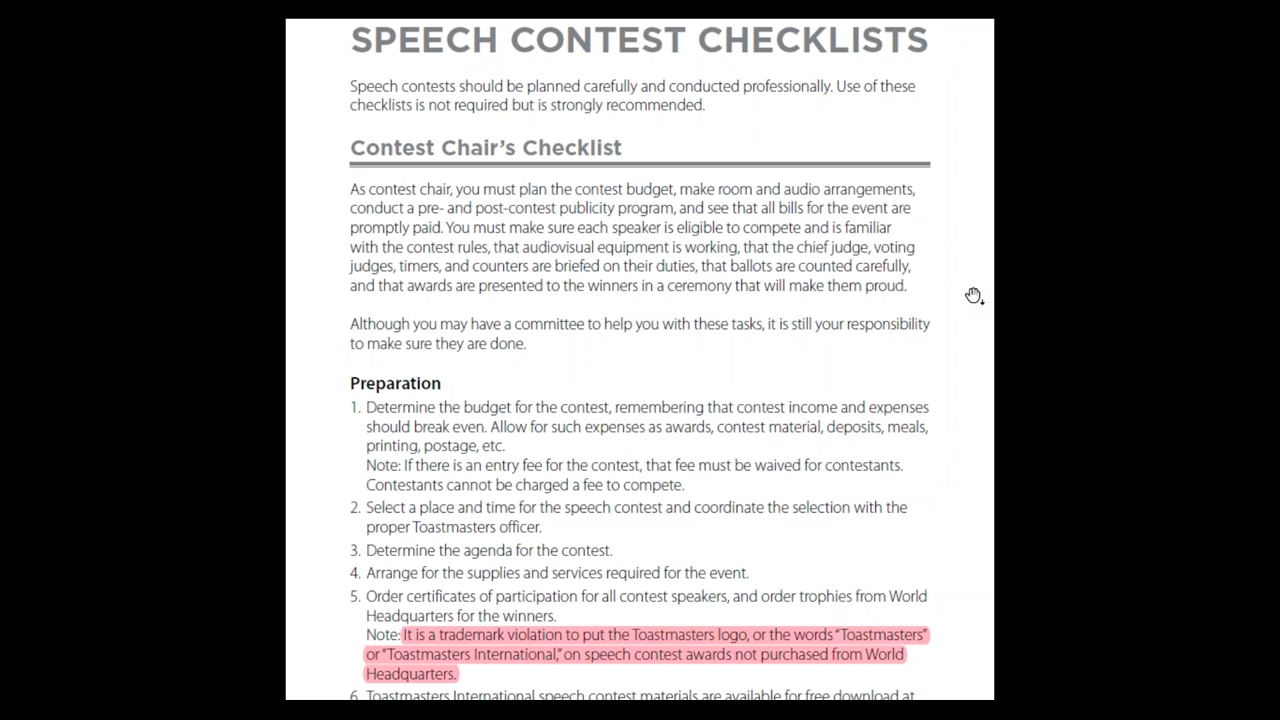 SPEECH CONTEST CHECKLISTS
Speech contests should be planned carefully and conducted professionally. Use of these
checklists is not required but is strongly recommended.
Contest Chair's Checklist
As contest chair, you must plan the contest budget, make room and audio arrangements,
conduct a pre- and post-contest publicity program, and see that all bills for the event are
promptly paid. You must make sure each speaker is eligible to compete and is familiar
with the contest rules, that audiovisual equipment is working, that the chief judge, voting
judges, timers, and counters are briefed on their duties, that ballots are counted carefully,
and that awards are presented to the winners in a ceremony that will make them proud.
Although you may have a committee to help you with these tasks, it is still your responsibility
to make sure they are done.
Preparation
1. Determine the budget for the contest, remembering that contest income and expenses
should break even. Allow for such expenses as awards, contest material, deposits, meals,
printing, postage, etc.
Note: If there is an entry fee for the contest, that fee must be waived for contestants.
Contestants cannot be charged a fee to compete.
2. Select a place and time for the speech contest and coordinate the selection with the
proper Toastmasters officer.
3. Determine the agenda for the contest.
4. Arrange for the supplies and services required for the event.
5. Order certificates of participation for all contest speakers, and order trophies from World
Headquarters for the winners.
Note: It is a trademark violation to put the Toastmasters logo, or the words “Toastmasters”
or “Toastmasters International,” on speech contest awards not purchased from World
Headquarters.
6. Toastmasters International speech contest materials are available for free download at